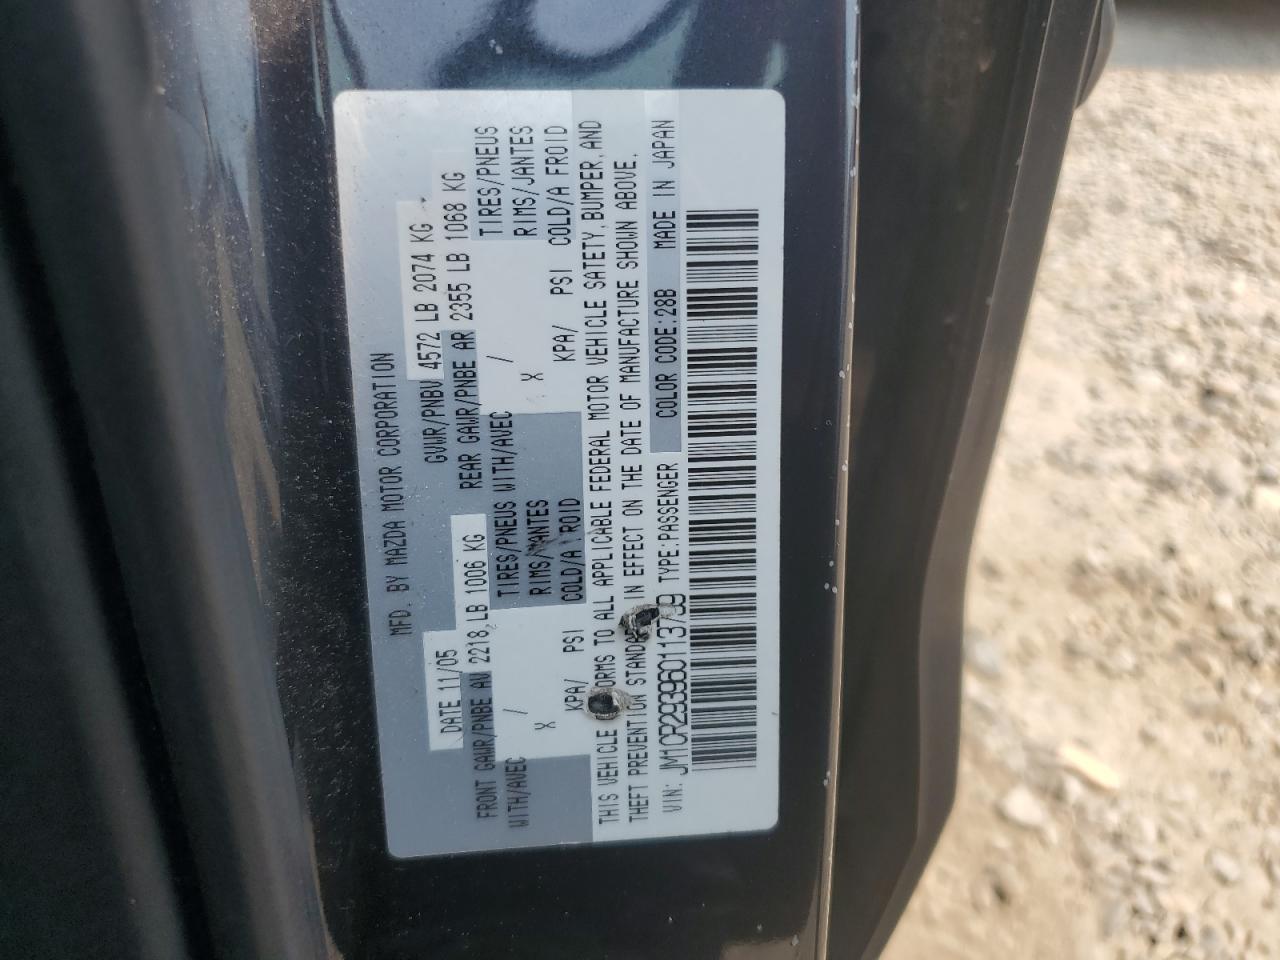 MFD. BY MAZDA MOTOR CORPORATION
DATE 11/05 GVWR/PNBV 4572 LB 2074 KG
FRONT GAWR/PNBE AV 2218 LB 1006 KG REAR GAWR/PNBE AR 2355 LB 1068 KG
WITH/AVEC X / TIRES/PNEUS WITH/AVEC X / TIRES/PNEUS
RIMS/JANTES RIMS/JANTES
KPA/ PSI COLD/A FROID KPA/ PSI COLD/A FROID
THIS VEHICLE CONFORMS TO ALL APPLICABLE FEDERAL MOTOR VEHICLE SATETY, BUMPER, AND
THEFT PREVENTION STANDARDS IN EFFECT ON THE DATE OF MANUFACTURE SHOWN ABOVE.
VIN: JM1CR293960113799 TYPE:PASSENGER COLOR CODE:28B MADE IN JAPAN